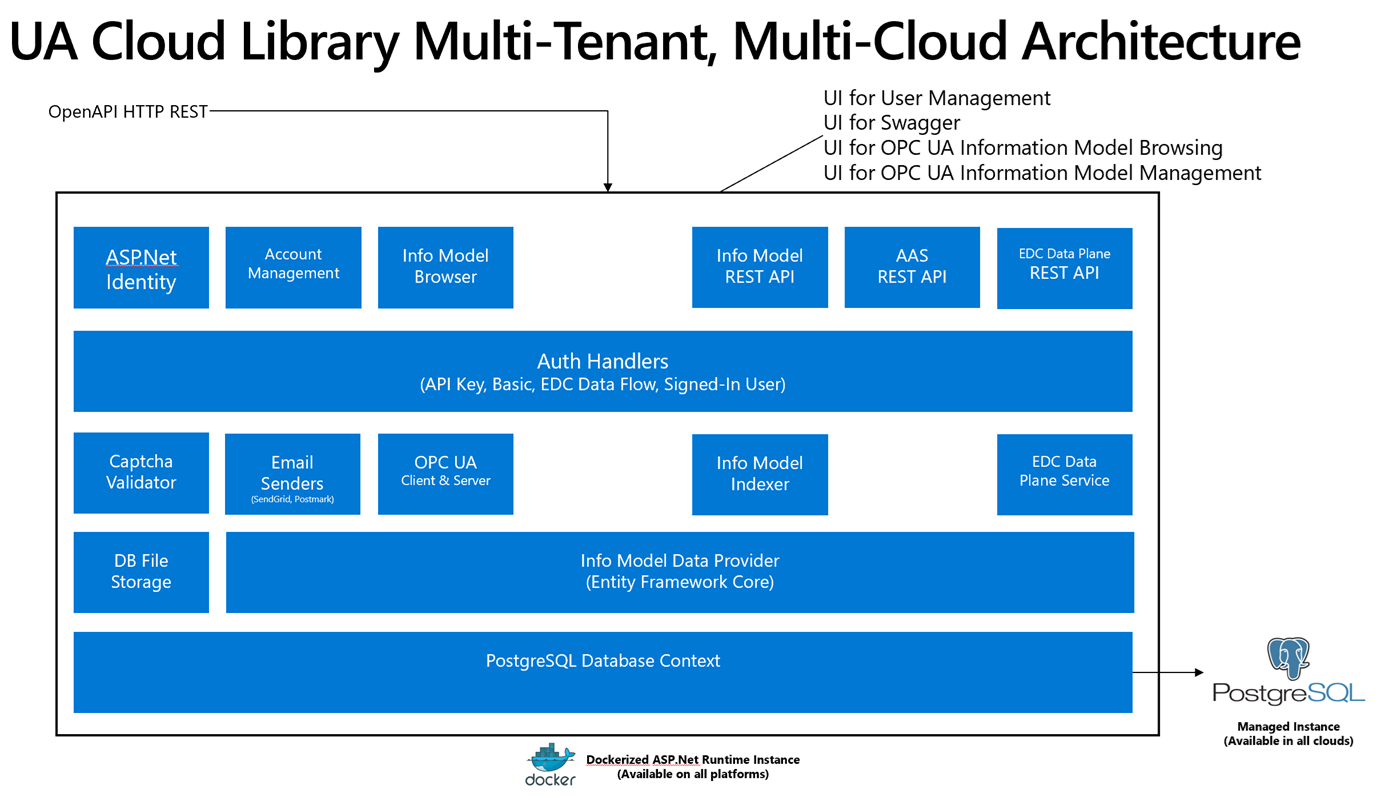 UA Cloud Library Multi-Tenant, Multi-Cloud Architecture
OpenAPI HTTP REST
UI for User Management
UI for Swagger
UI for OPC UA Information Model Browsing
UI for OPC UA Information Model Management
ASP.Net
Identity
Account
Management
Info Model
Browser
Info Model
REST API
AAS
REST API
EDC Data Plane
REST API
Auth Handlers
(API Key, Basic, EDC Data Flow, Signed-In User)
Captcha
Validator
Email
Senders
(SendGrid, Postmark)
OPC UA
Client & Server
Info Model
Indexer
EDC Data
Plane Service
DB File
Storage
Info Model Data Provider
(Entity Framework Core)
PostgreSQL Database Context
PostgreSQL
Managed Instance
(Available in all clouds)
docker
Dockerized ASP.Net Runtime Instance
(Available on all platforms)